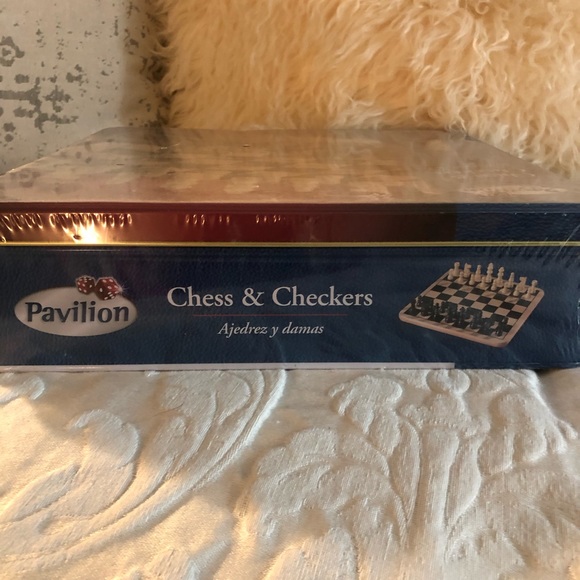 Pavilion
Chess & Checkers
Ajedrez y damas